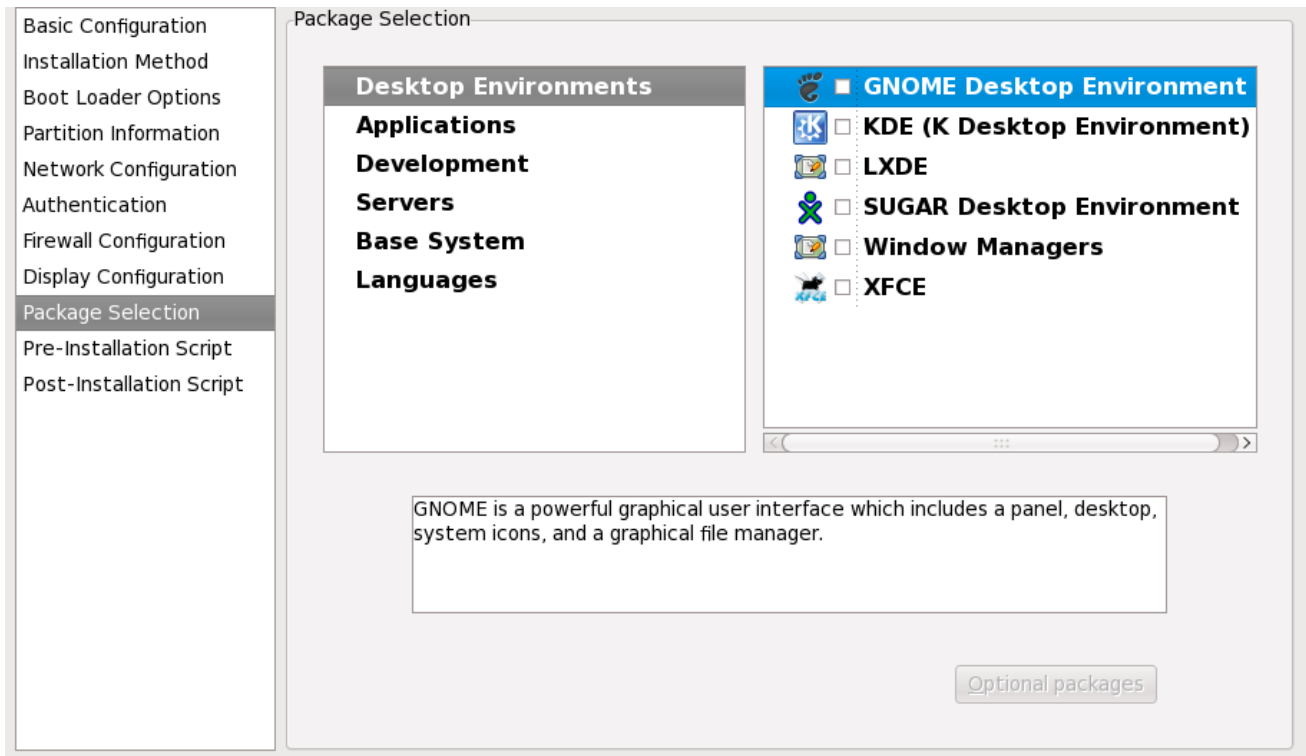 Basic Configuration
Installation Method
Boot Loader Options
Partition Information
Network Configuration
Authentication
Firewall Configuration
Display Configuration
Package Selection
Pre-Installation Script
Post-Installation Script
Package Selection
Desktop Environments
Applications
Development
Servers
Base System
Languages
GNOME Desktop Environment
KDE (K Desktop Environment)
LXDE
SUGAR Desktop Environment
Window Managers
XFCE
GNOME is a powerful graphical user interface which includes a panel, desktop,
system icons, and a graphical file manager.
Optional packages